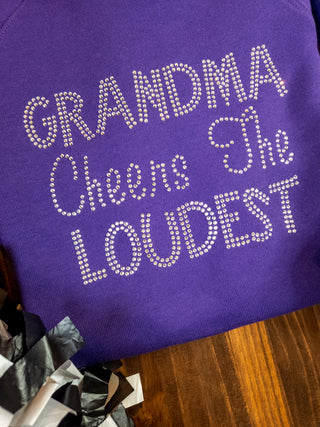 GRANDMA
Cheers The
LOUDEST